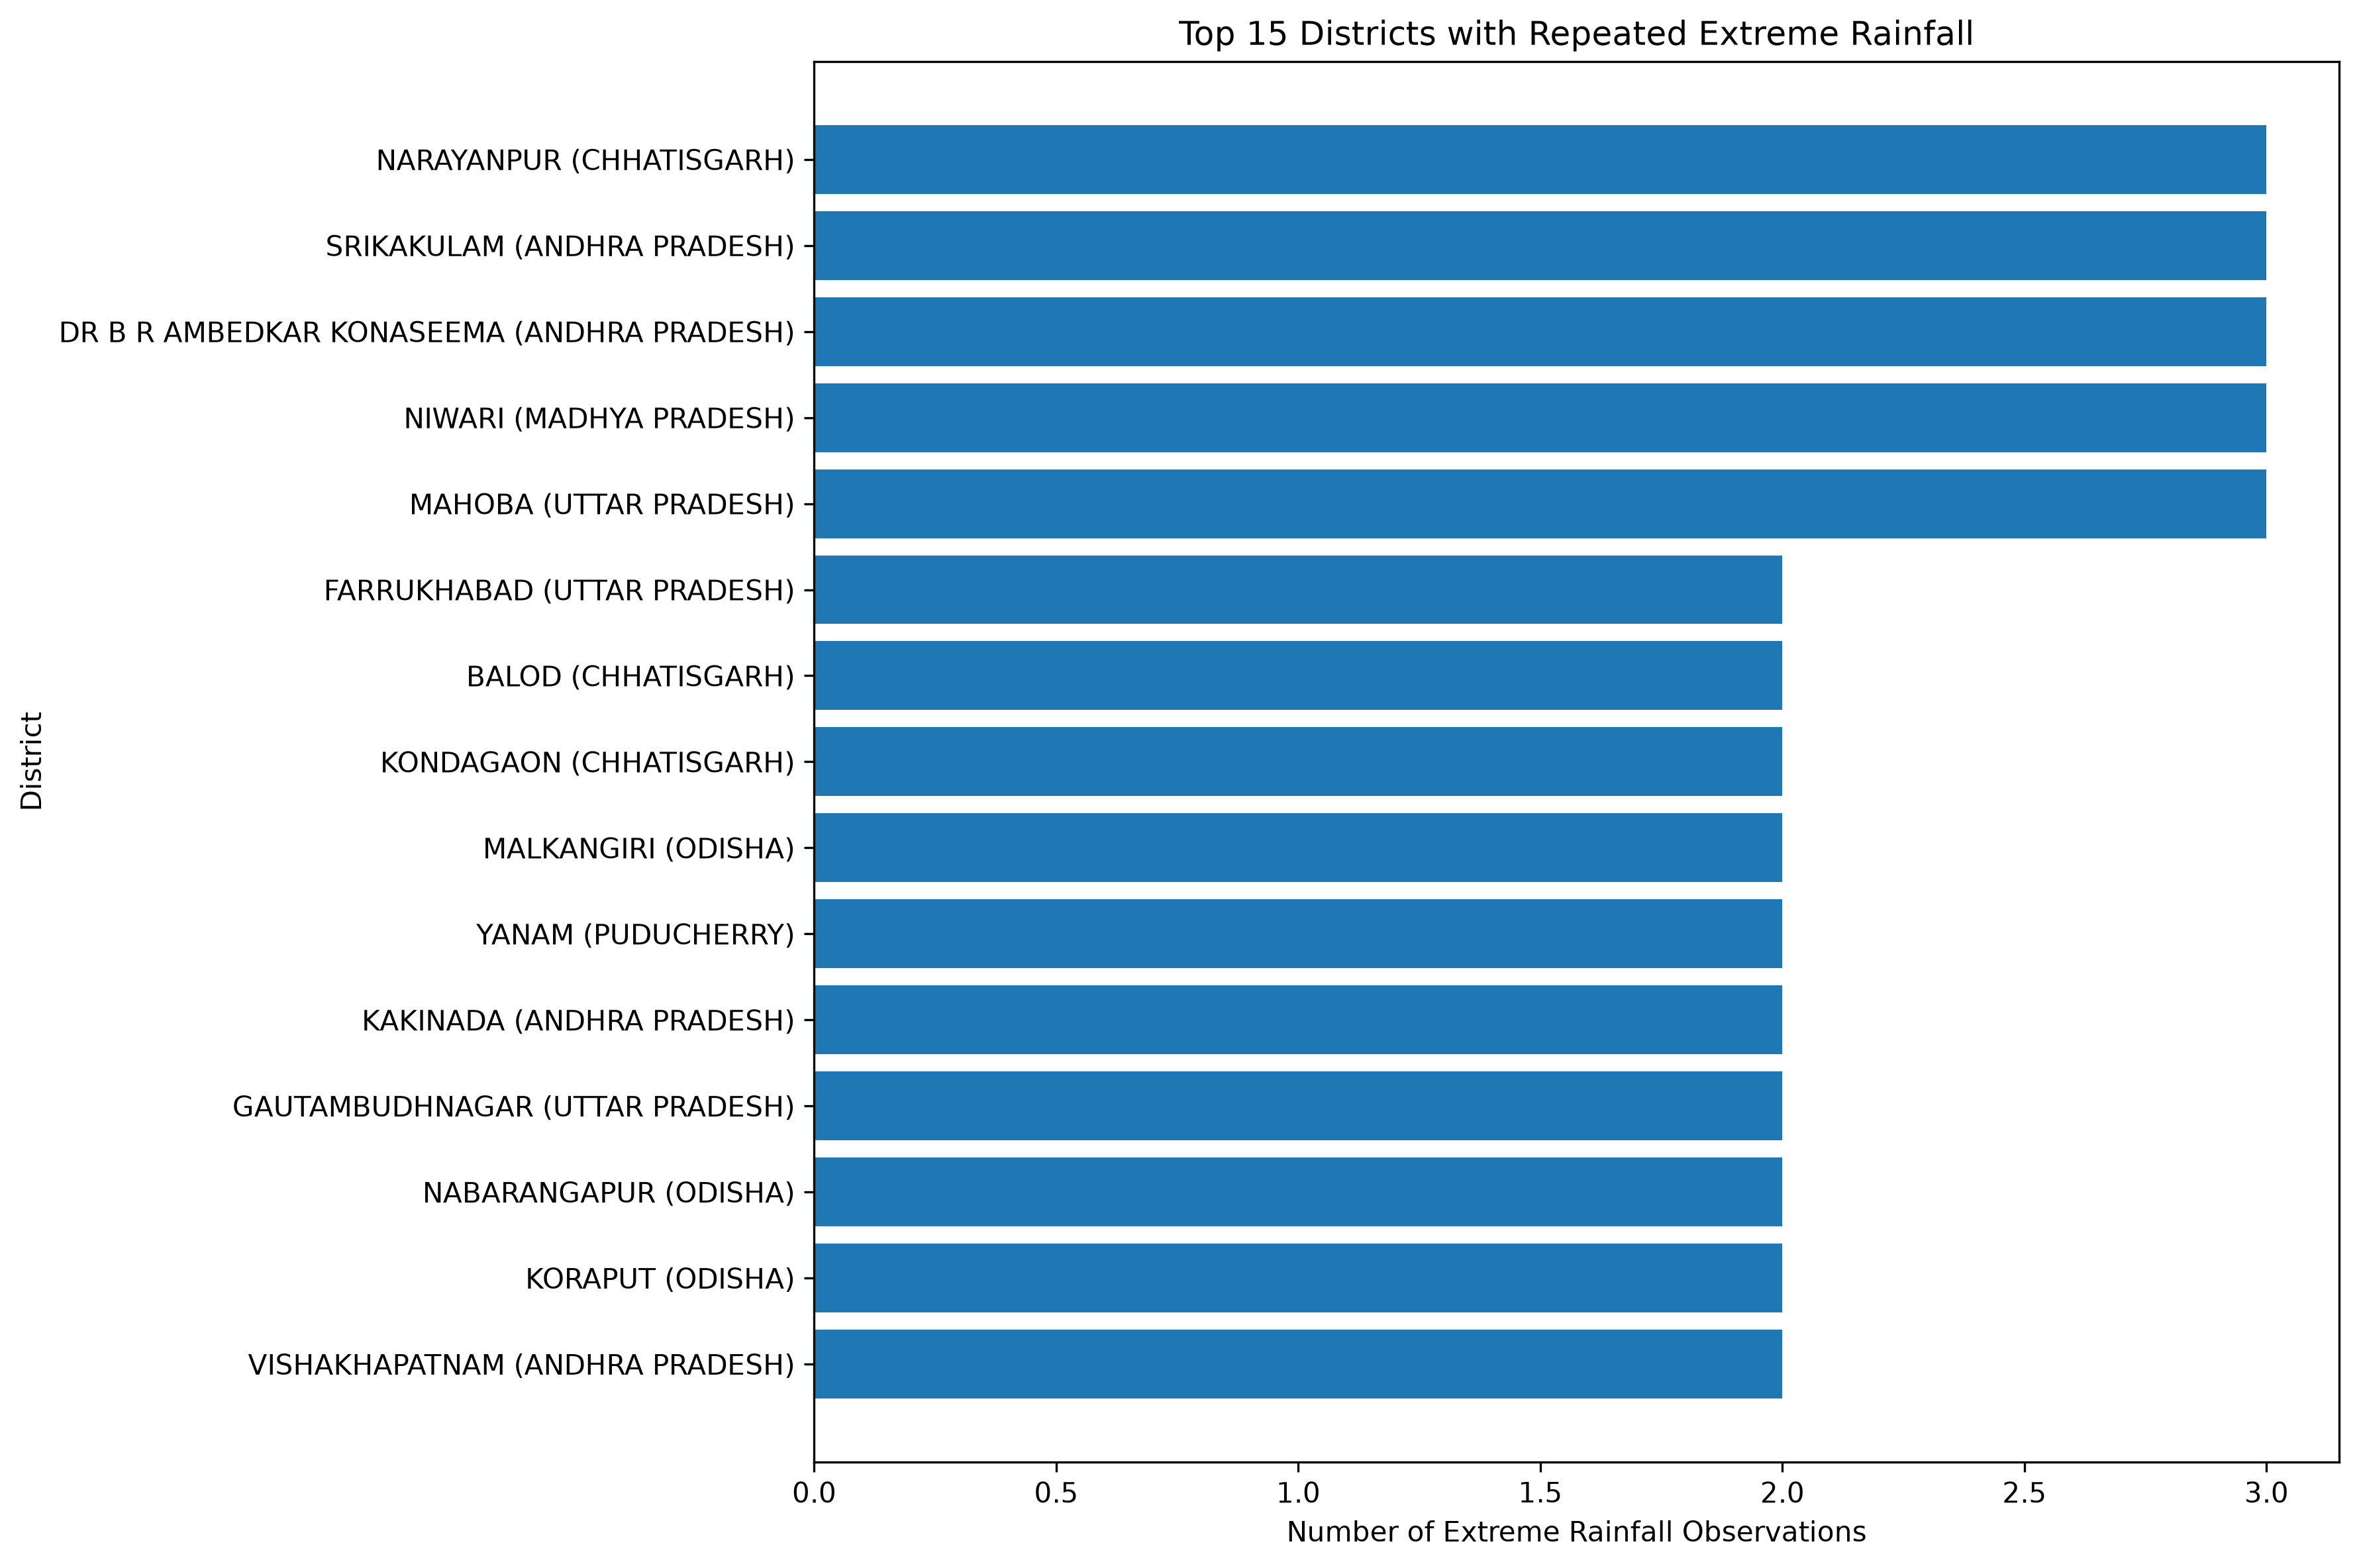 Top 15 Districts with Repeated Extreme Rainfall
NARAYANPUR (CHHATISGARH)
SRIKAKULAM (ANDHRA PRADESH)
DR B R AMBEDKAR KONASEEMA (ANDHRA PRADESH)
NIWARI (MADHYA PRADESH)
MAHOBA (UTTAR PRADESH)
FARRUKHABAD (UTTAR PRADESH)
BALOD (CHHATISGARH)
KONDAGAON (CHHATISGARH)
MALKANGIRI (ODISHA)
YANAM (PUDUCHERRY)
KAKINADA (ANDHRA PRADESH)
GAUTAMBUDHNAGAR (UTTAR PRADESH)
NABARANGAPUR (ODISHA)
KORAPUT (ODISHA)
VISHAKHAPATNAM (ANDHRA PRADESH)
District
0.0 0.5 1.0 1.5 2.0 2.5 3.0
Number of Extreme Rainfall Observations